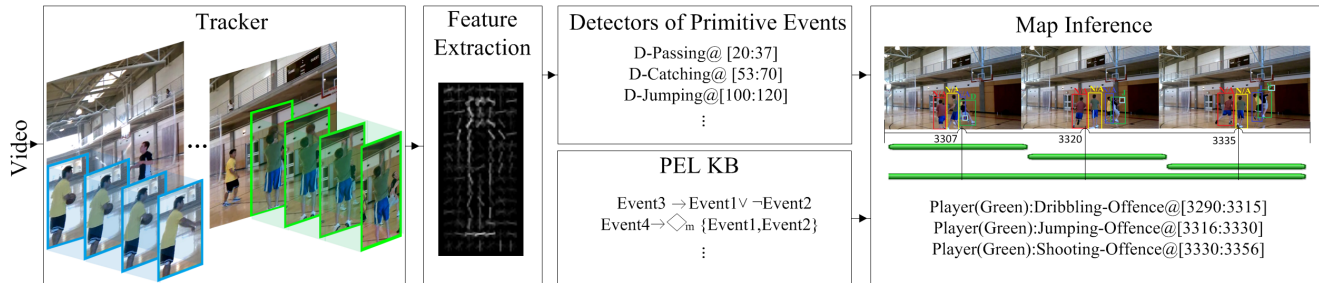 Video
Tracker
...
Feature
Extraction
Detectors of Primitive Events
D-Passing@ [20:37]
D-Catching@ [53:70]
D-Jumping@[100:120]
⋮
PEL KB
Event3 →Event1∨ ¬Event2
Event4→◇m {Event1,Event2}
⋮
Map Inference
3307
3320
3335
Player(Green):Dribbling-Offence@[3290:3315]
Player(Green):Jumping-Offence@[3316:3330]
Player(Green):Shooting-Offence@[3330:3356]